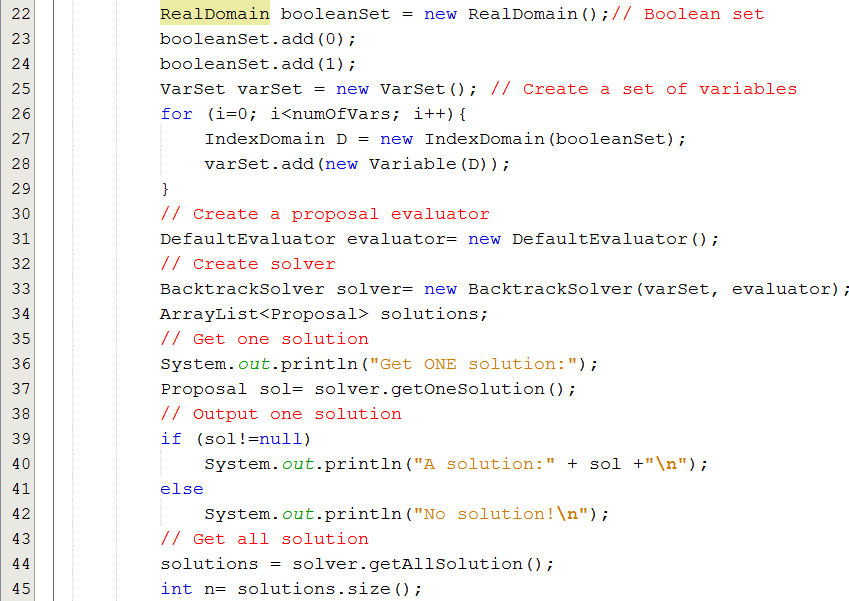 22 RealDomain booleanSet = new RealDomain();// Boolean set
23 booleanSet.add(0);
24 booleanSet.add(1);
25 VarSet varSet = new VarSet(); // Create a set of variables
26 for (i=0; i<numOfVars; i++){
27 IndexDomain D = new IndexDomain(booleanSet);
28 varSet.add(new Variable(D));
29 }
30 // Create a proposal evaluator
31 DefaultEvaluator evaluator= new DefaultEvaluator();
32 // Create solver
33 BacktrackSolver solver= new BacktrackSolver(varSet, evaluator);
34 ArrayList<Proposal> solutions;
35 // Get one solution
36 System.out.println("Get ONE solution:");
37 Proposal sol= solver.getOneSolution();
38 // Output one solution
39 if (sol!=null)
40 System.out.println("A solution:" + sol +"\n");
41 else
42 System.out.println("No solution!\n");
43 // Get all solution
44 solutions = solver.getAllSolution();
45 int n= solutions.size();